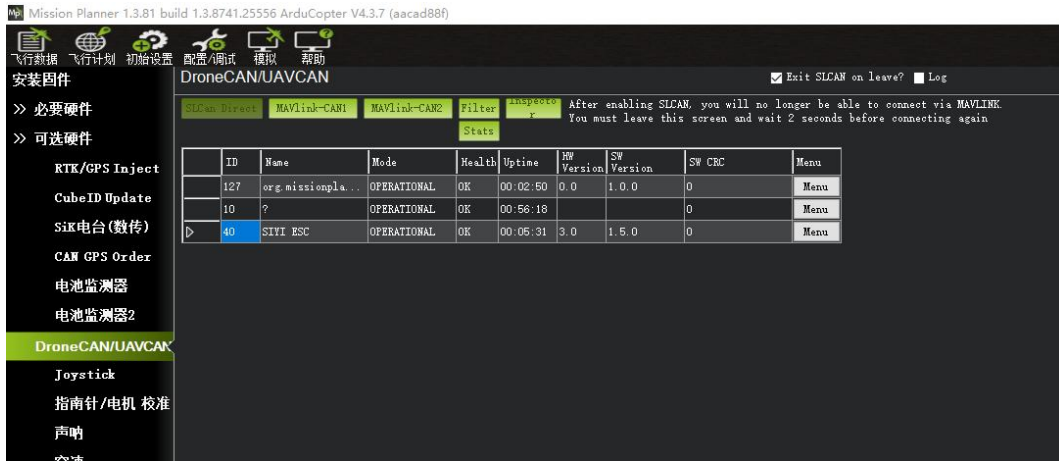 Mission Planner 1.3.81 build 1.3.8741.25556 ArduCopter V4.3.7 (aacad88f)
飞行数据 飞行计划 初始设置 配置/调试 模拟 帮助
安装固件
>> 必要硬件
>> 可选硬件
RTK/GPS Inject
CubeID Update
SiK电台(数传)
CAN GPS Order
电池监测器
电池监测器2
DroneCAN/UAVCAN
Joystick
指南针/电机 校准
声呐
空速
DroneCAN/UAVCAN
Exit SLCAN on leave? Log
SLCan Direct MAVlink-CAN1 MAVlink-CAN2 Filter Inspector Stats
After enabling SLCAN, you will no longer be able to connect via MAVLINK.
You must leave this screen and wait 2 seconds before connecting again
ID Name Mode Health Uptime HW Version SW Version SW CRC Menu
127 org.missionpla... OPERATIONAL OK 00:02:50 0.0 1.0.0 0 Menu
10 ? OPERATIONAL OK 00:56:18 0 Menu
40 SIYI ESC OPERATIONAL OK 00:05:31 3.0 1.5.0 0 Menu